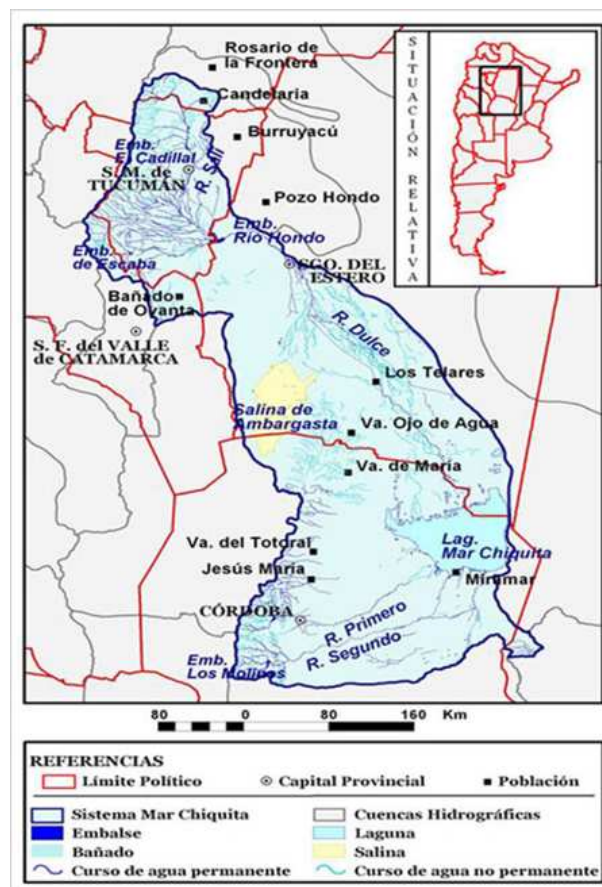 Rosario de
la Frontera
Candelaria
Burruyacú
Emb.
El Cadillal
S. M. de
TUCUMÁN
R. Salí
Pozo Hondo
Emb.
Río Hondo
Emb.
de Escaba
SGO. DEL
ESTERO
Bañado
de Ovanta
S. F. del VALLE
de CATAMARCA
R. Dulce
Los Telares
Salina de
Ambargasta
Va. Ojo de Agua
Va. de María
Lag.
Mar Chiquita
Va. del Totoral
Jesús María
Miramar
CÓRDOBA
R. Primero
R. Segundo
Emb.
Los Molinos
SITUACIÓN RELATIVA
80 0 80 160 Km
REFERENCIAS
Límite Político
Capital Provincial
Población
Sistema Mar Chiquita
Cuencas Hidrográficas
Embalse
Laguna
Bañado
Salina
Curso de agua permanente
Curso de agua no permanente